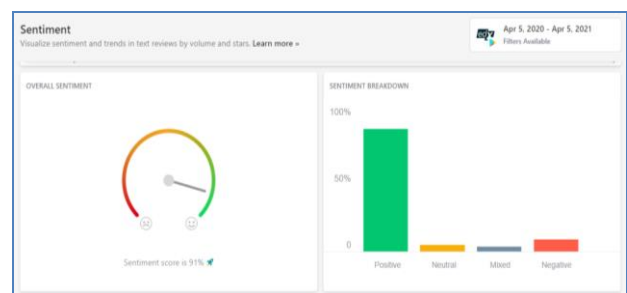 Sentiment
Visualize sentiment and trends in text reviews by volume and stars. Learn more »
Apr 5, 2020 - Apr 5, 2021
Filters Available
OVERALL SENTIMENT
Sentiment score is 91%
SENTIMENT BREAKDOWN
100%
50%
0
Positive Neutral Mixed Negative